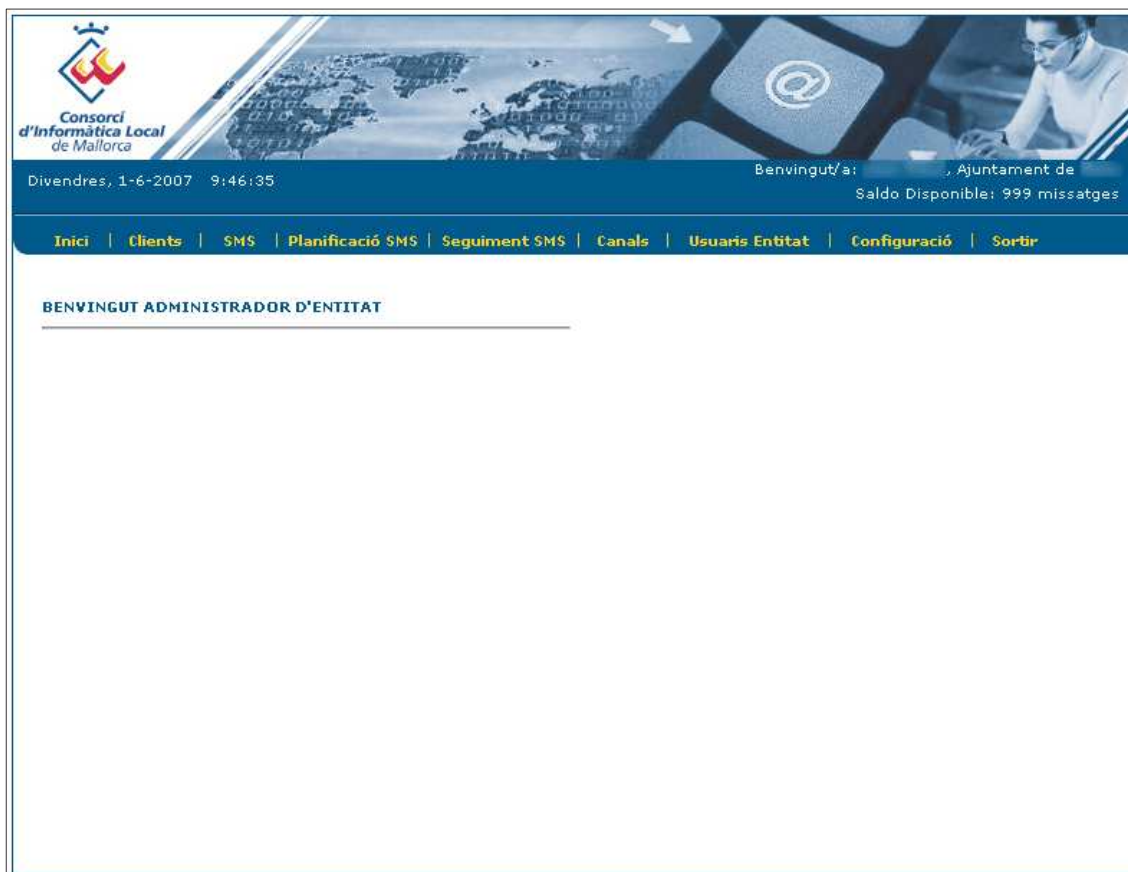 Consorci
d'Informàtica Local
de Mallorca
@
Divendres, 1-6-2007 9:46:35
Benvingut/a: , Ajuntament de
Saldo Disponible: 999 missatges
Inici | Clients | SMS | Planificació SMS | Seguiment SMS | Canals | Usuaris Entitat | Configuració | Sortir
BENVINGUT ADMINISTRADOR D'ENTITAT